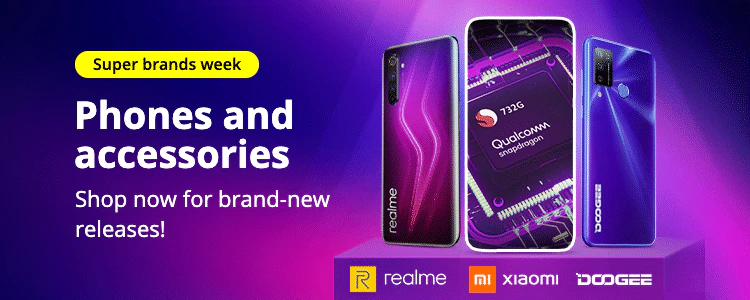 Super brands week
Phones and
accessories
Shop now for brand-new
releases!
realme
732G
Qualcomm
snapdragon
DOOGEE
R realme
mi xiaomi
DOOGEE